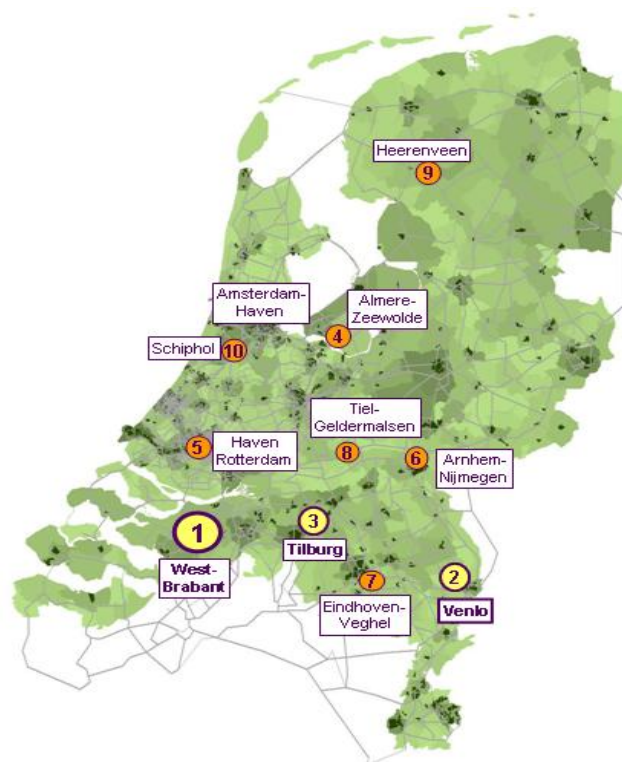 Heerenveen
9
Amsterdam-
Haven
Almere-
Zeewolde
4
Schiphol
10
Tiel-
Geldermalsen
5
Haven
Rotterdam
8
6
Arnhem-
Nijmegen
1
3
West-
Brabant
Tilburg
7
2
Eindhoven-
Veghel
Venlo